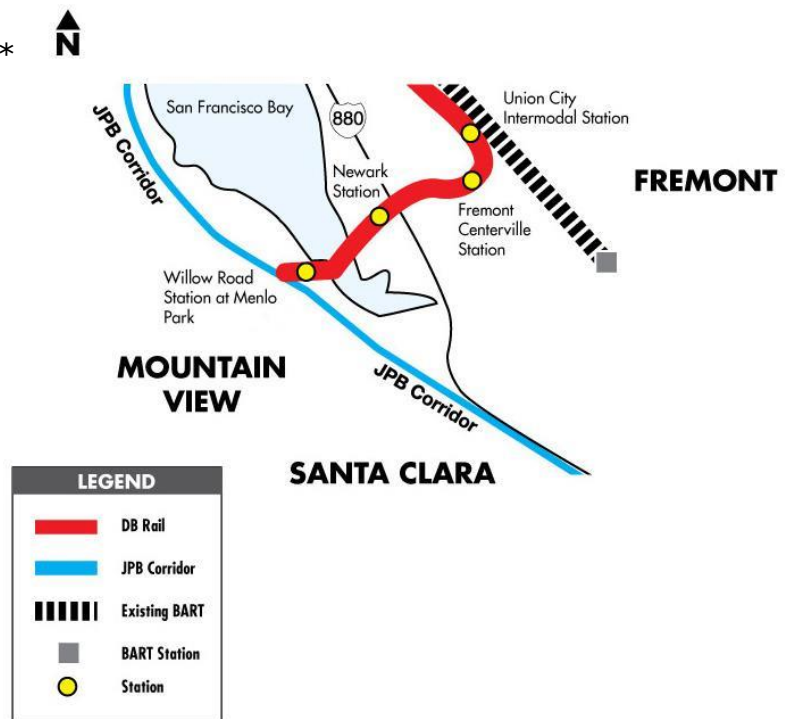 *
N
San Francisco Bay
880
Union City
Intermodal Station
JPB Corridor
FREMONT
Newark
Station
Fremont
Centerville
Station
Willow Road
Station at Menlo
Park
MOUNTAIN
VIEW
JPB Corridor
SANTA CLARA
LEGEND
DB Rail
JPB Corridor
Existing BART
BART Station
Station